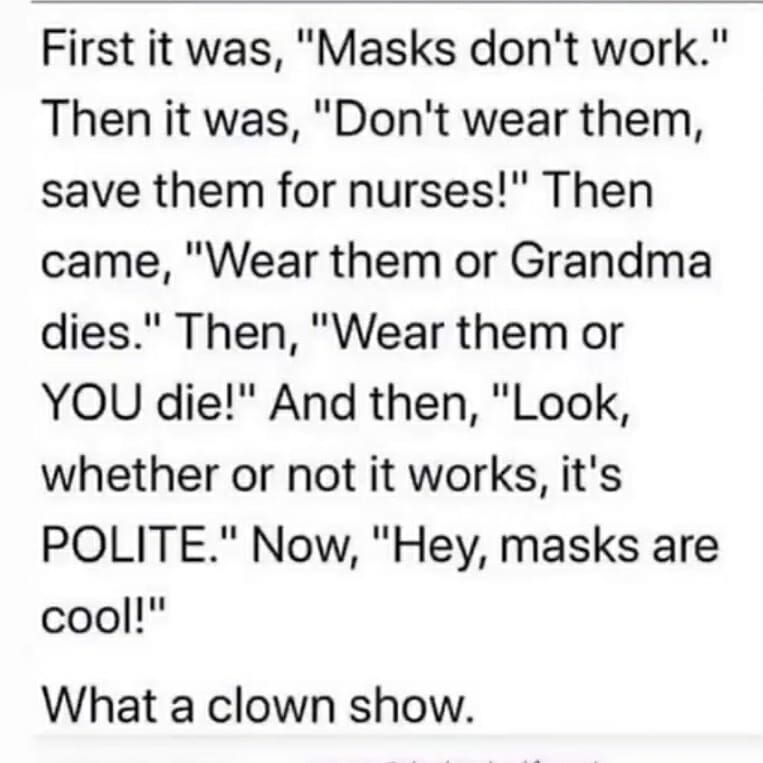 First it was, "Masks don't work."
Then it was, "Don't wear them,
save them for nurses!" Then
came, "Wear them or Grandma
dies." Then, "Wear them or
YOU die!" And then, "Look,
whether or not it works, it's
POLITE." Now, "Hey, masks are
cool!"
What a clown show.